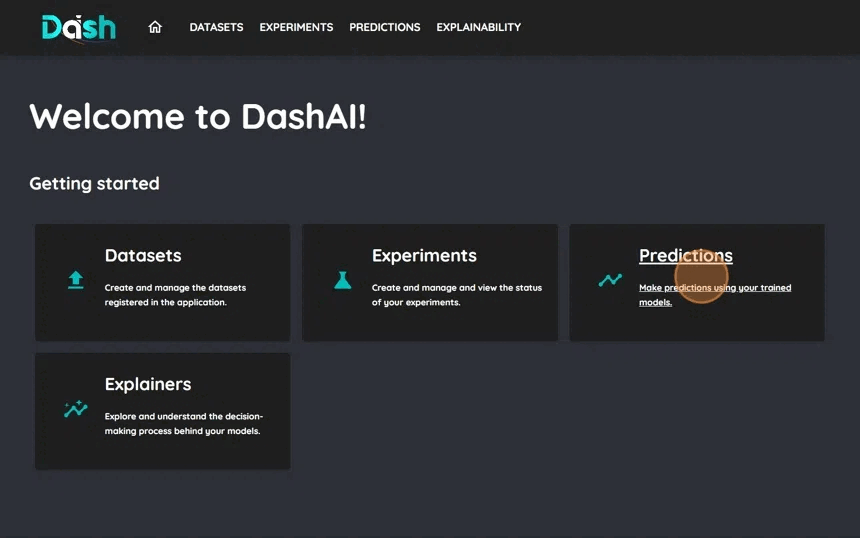 Dash
DATASETS EXPERIMENTS PREDICTIONS EXPLAINABILITY
Welcome to DashAI!
Getting started
Datasets
Create and manage the datasets
registered in the application.
Experiments
Create and manage and view the status
of your experiments.
Predictions
Make predictions using your trained
models.
Explainers
Explore and understand the decision-
making process behind your models.